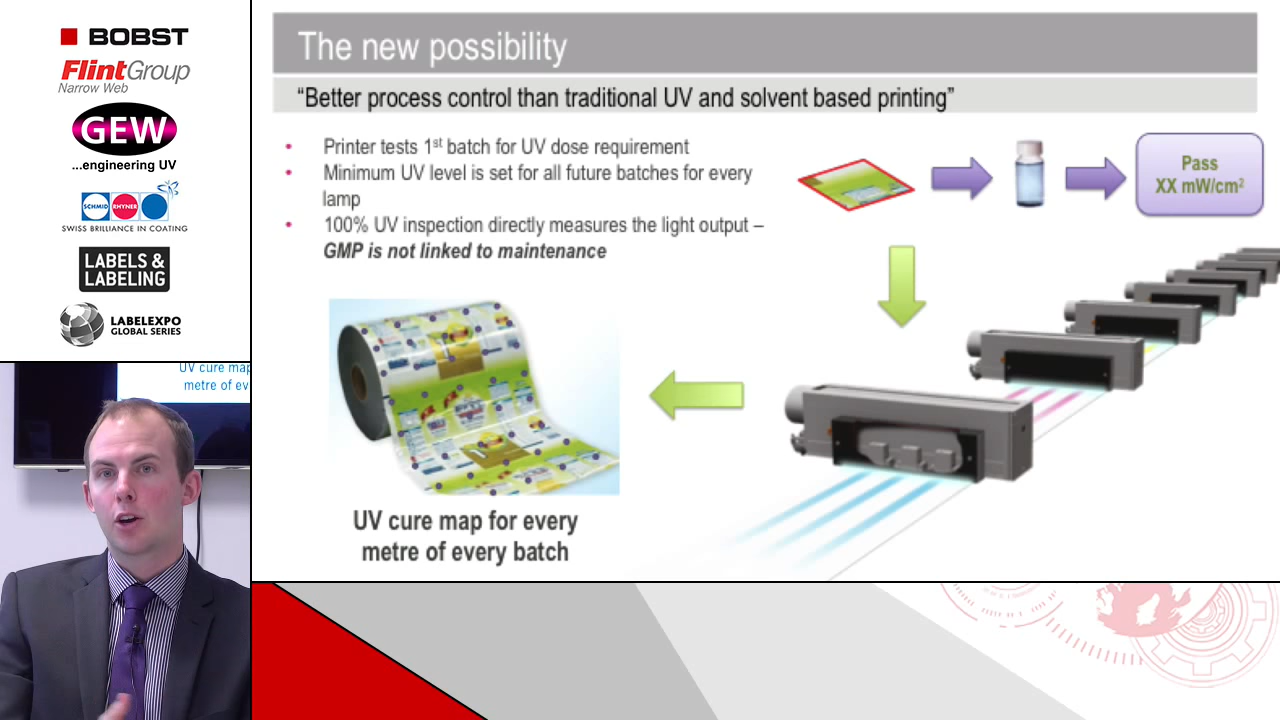 BOBST
FlintGroup
Narrow Web
GEW
...engineering UV
SCHMID
RHYNER
SWISS BRILLIANCE IN COATING
LABELS &
LABELING
LABELEXPO
GLOBAL SERIES
UV cure map
metre of ev
The new possibility
“Better process control than traditional UV and solvent based printing”
• Printer tests 1st batch for UV dose requirement
• Minimum UV level is set for all future batches for every
lamp
• 100% UV inspection directly measures the light output –
GMP is not linked to maintenance
Pass
XX mW/cm²
UV cure map for every
metre of every batch